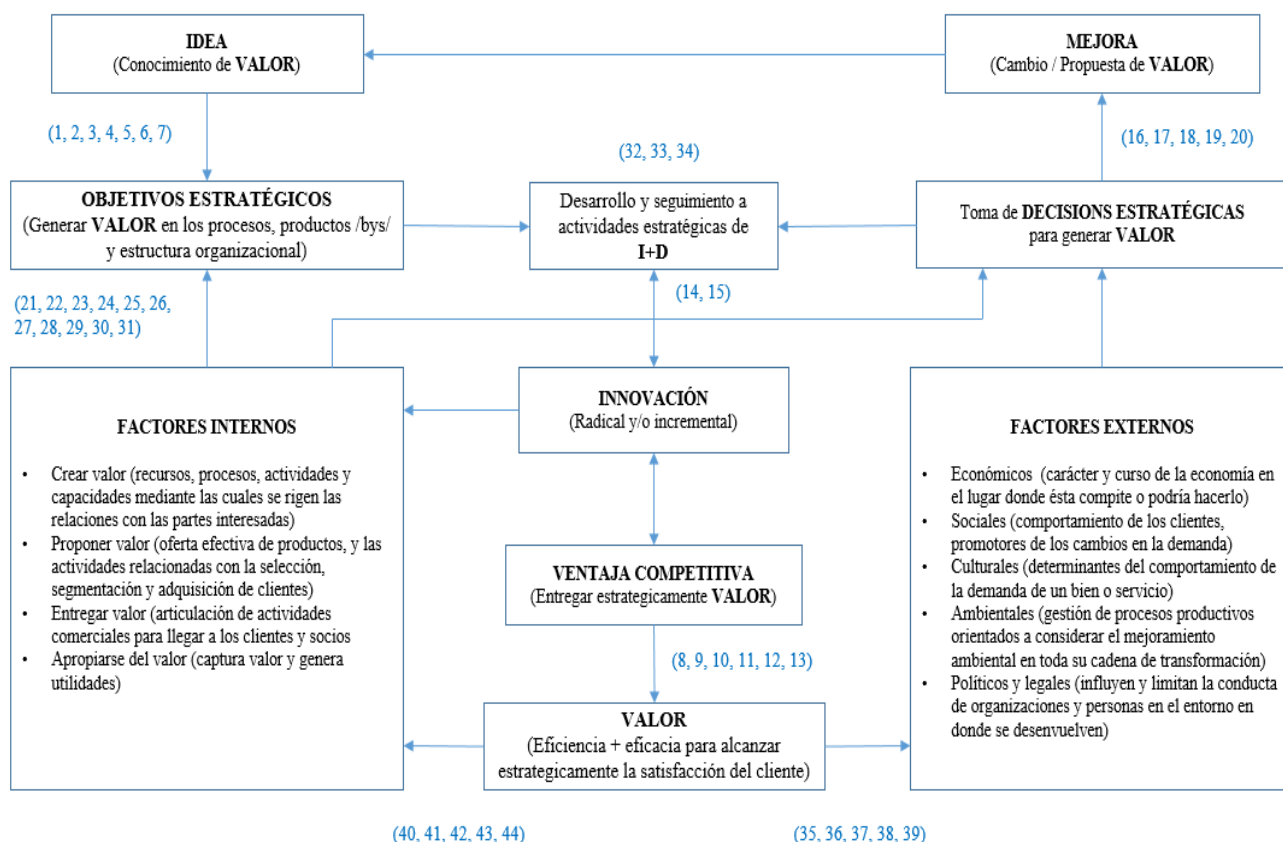 IDEA
(Conocimiento de VALOR)
MEJORA
(Cambio / Propuesta de VALOR)
(1, 2, 3, 4, 5, 6, 7)
(32, 33, 34)
(16, 17, 18, 19, 20)
OBJETIVOS ESTRATÉGICOS
(Generar VALOR en los procesos, productos /bys/
y estructura organizacional)
Desarrollo y seguimiento a
actividades estratégicas de
I+D
Toma de DECISIONS ESTRATÉGICAS
para generar VALOR
(21, 22, 23, 24, 25, 26,
27, 28, 29, 30, 31)
(14, 15)
FACTORES INTERNOS
• Crear valor (recursos, procesos, actividades y
capacidades mediante las cuales se rigen las
relaciones con las partes interesadas)
• Proponer valor (oferta efectiva de productos, y las
actividades relacionadas con la selección,
segmentación y adquisición de clientes)
• Entregar valor (articulación de actividades
comerciales para llegar a los clientes y socios
• Apropiarse del valor (captura valor y genera
utilidades)
INNOVACIÓN
(Radical y/o incremental)
VENTAJA COMPETITIVA
(Entregar estrategicamente VALOR)
(8, 9, 10, 11, 12, 13)
VALOR
(Eficiencia + eficacia para alcanzar
estrategicamente la satisfacción del cliente)
FACTORES EXTERNOS
• Económicos (carácter y curso de la economía en
el lugar donde ésta compite o podría hacerlo)
• Sociales (comportamiento de los clientes,
promotores de los cambios en la demanda)
• Culturales (determinantes del comportamiento de
la demanda de un bien o servicio)
• Ambientales (gestión de procesos productivos
orientados a considerar el mejoramiento
ambiental en toda su cadena de transformación)
• Políticos y legales (influyen y limitan la conducta
de organizaciones y personas en el entorno en
donde se desenvuelven)
(40, 41, 42, 43, 44)
(35, 36, 37, 38, 39)